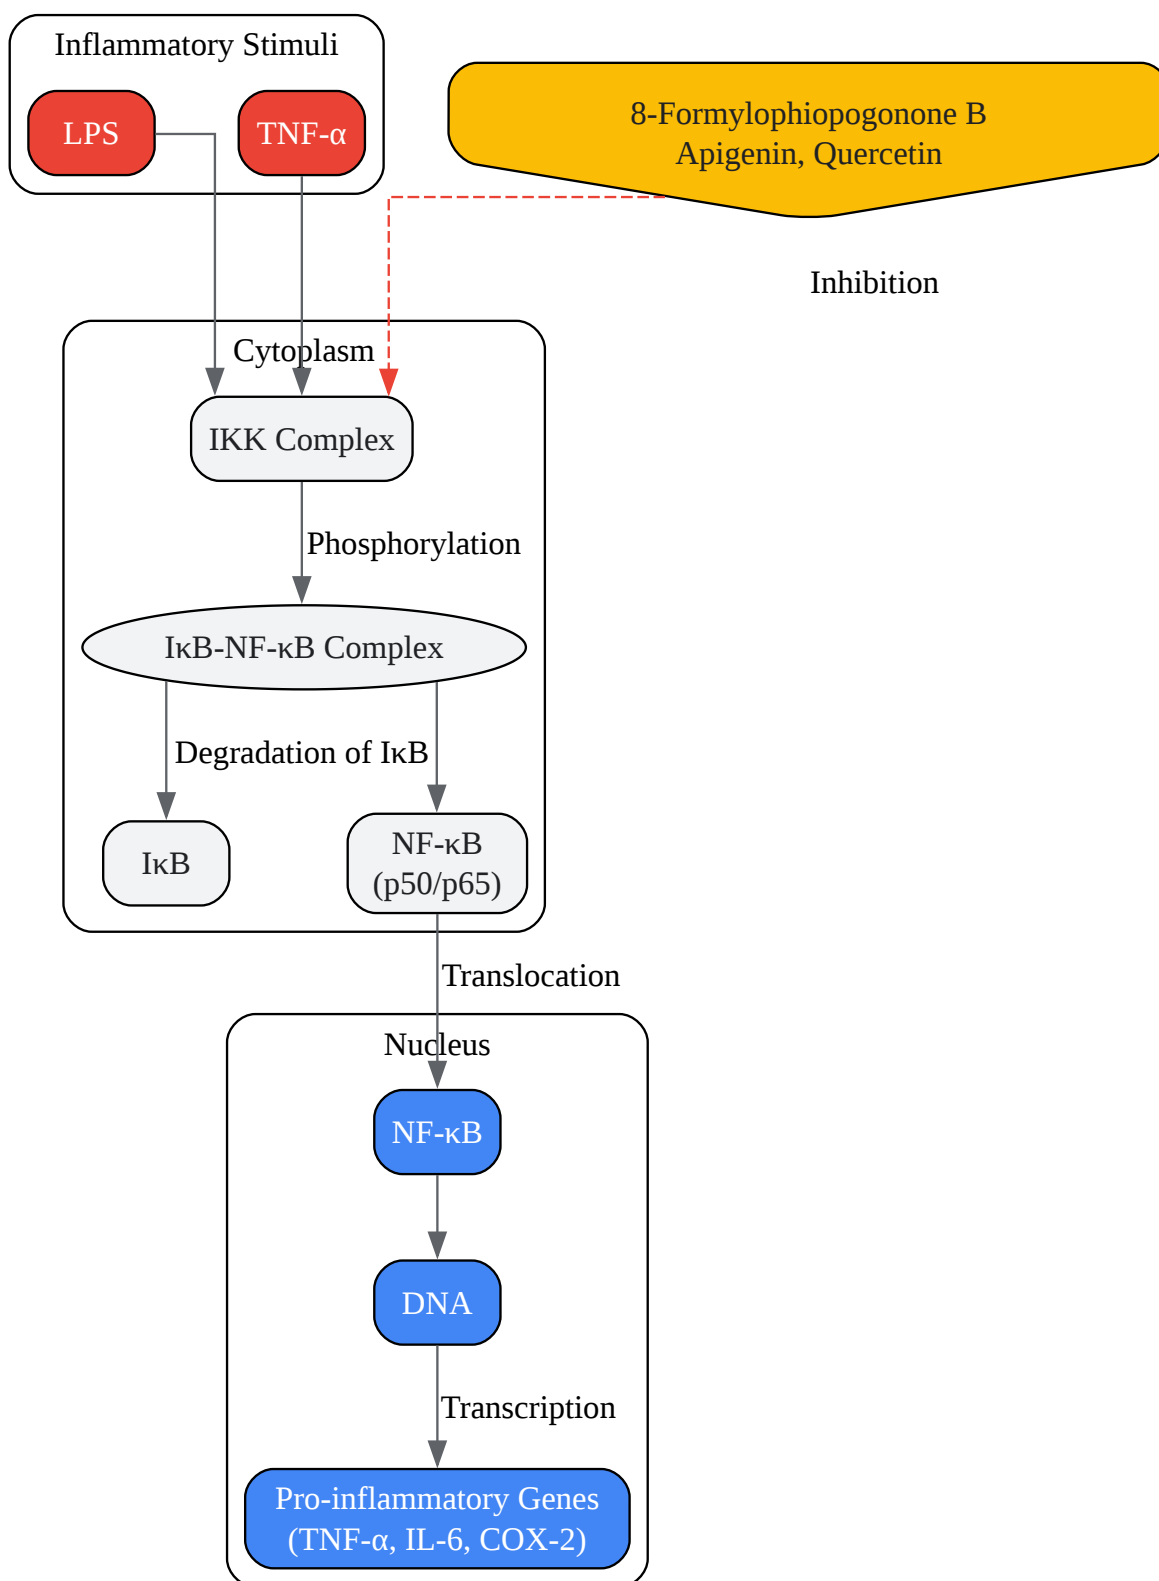 Inflammatory Stimuli
LPS
TNF-α
8-Formylophiopogonone B
Apigenin, Quercetin
Inhibition
Cytoplasm
IKK Complex
Phosphorylation
IκB-NF-κB Complex
Degradation of IκB
IκB
NF-κB
(p50/p65)
Translocation
Nucleus
NF-κB
DNA
Transcription
Pro-inflammatory Genes
(TNF-α, IL-6, COX-2)